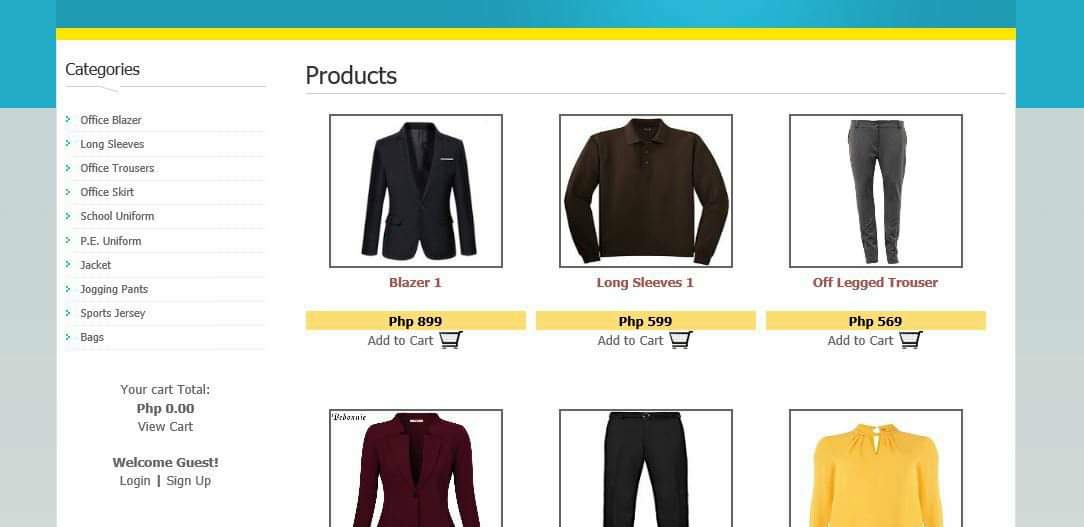 Categories
Office Blazer
Long Sleeves
Office Trousers
Office Skirt
School Uniform
P.E. Uniform
Jacket
Jogging Pants
Sports Jersey
Bags
Your cart Total:
Php 0.00
View Cart
Welcome Guest!
Login | Sign Up
Products
Blazer 1
Php 899
Add to Cart
Long Sleeves 1
Php 599
Add to Cart
Off Legged Trouser
Php 569
Add to Cart